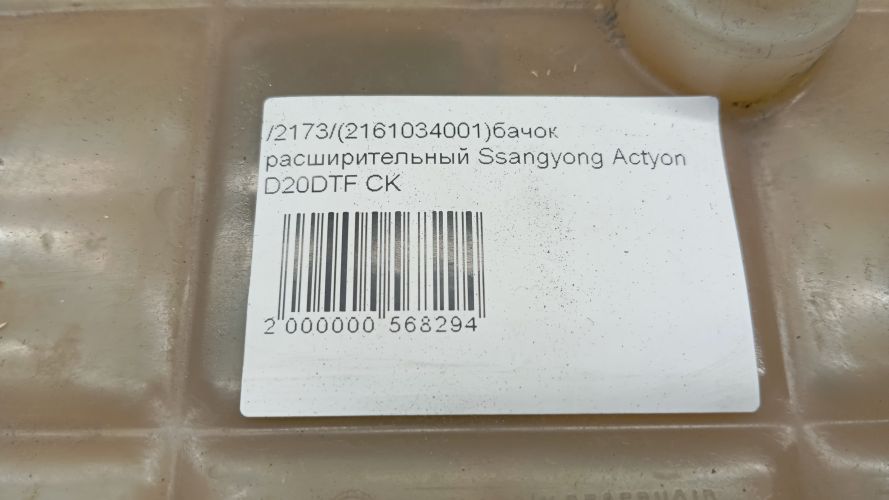 /2173/(2161034001)бачок
расширительный Ssangyong Actyon
D20DTF CK
2 000000 568294